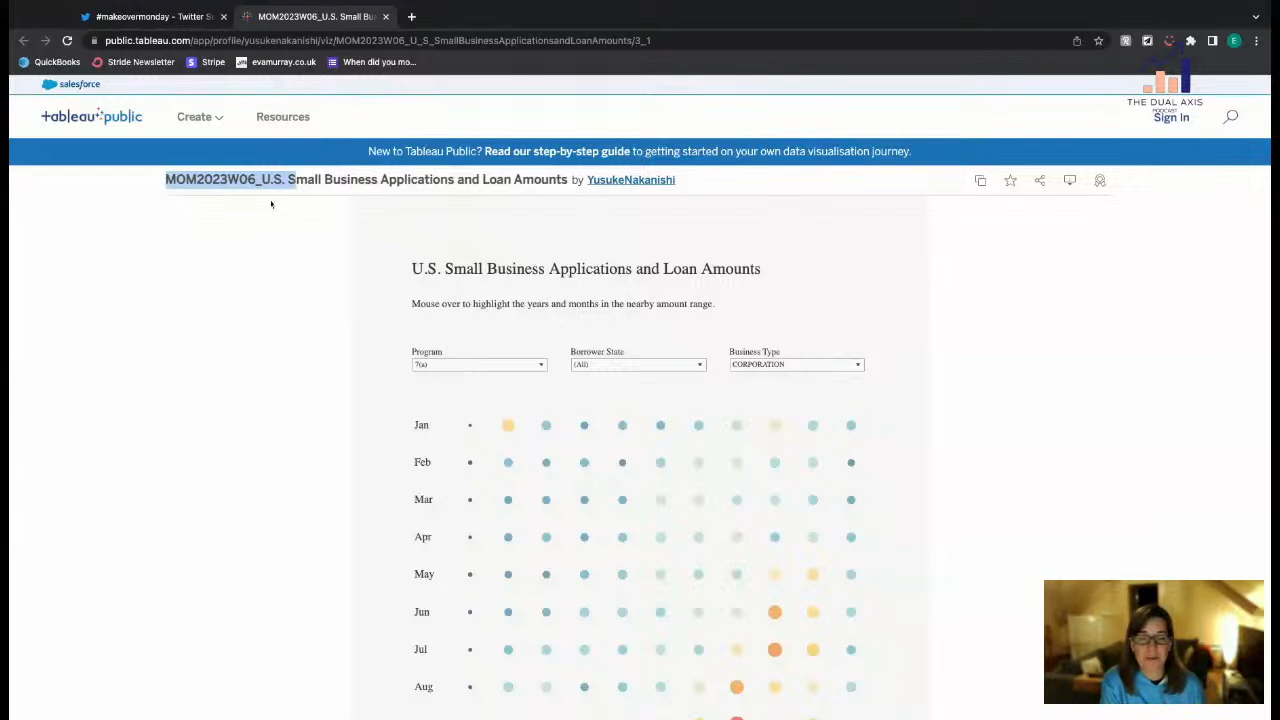 #makeovermonday - Twitter S
MOM2023W06_U.S. Small Bus
public.tableau.com/app/profile/yusukenakanishi/viz/MOM2023W06_U_S_SmallBusinessApplicationsandLoanAmounts/3_1
QuickBooks
Stride Newsletter
Stripe
evamurray.co.uk
When did you mo...
salesforce
+ableau+public
Create
Resources
THE DUAL AXIS
PODCAST
Sign In
New to Tableau Public? Read our step-by-step guide to getting started on your own data visualisation journey.
MOM2023W06_U.S. Small Business Applications and Loan Amounts by YusukeNakanishi
U.S. Small Business Applications and Loan Amounts
Mouse over to highlight the years and months in the nearby amount range.
Program
Borrower State
Business Type
7(a)
(All)
CORPORATION
Jan
Feb
Mar
Apr
May
Jun
Jul
Aug